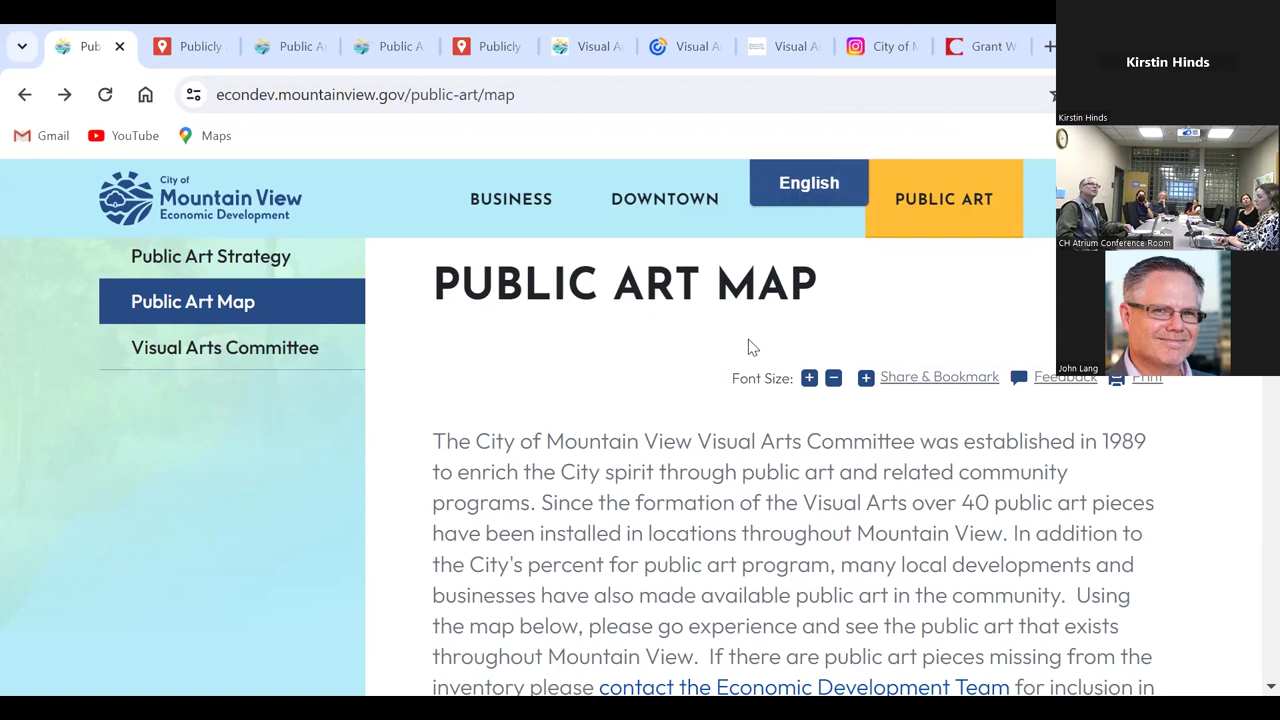 Pub
Publicly
Public Ar
Public A
Publicly
Visual A
Visual A
Visual A
City of M
Grant W
econdev.mountainview.gov/public-art/map
Gmail
YouTube
Maps
Kirstin Hinds
Kirstin Hinds
CH Atrium Conference Room
John Lang
City of
Mountain View
Economic Development
BUSINESS
DOWNTOWN
English
PUBLIC ART
Public Art Strategy
Public Art Map
Visual Arts Committee
PUBLIC ART MAP
Font Size: + - + Share & Bookmark Feedback Print
The City of Mountain View Visual Arts Committee was established in 1989
to enrich the City spirit through public art and related community
programs. Since the formation of the Visual Arts over 40 public art pieces
have been installed in locations throughout Mountain View. In addition to
the City's percent for public art program, many local developments and
businesses have also made available public art in the community. Using
the map below, please go experience and see the public art that exists
throughout Mountain View. If there are public art pieces missing from the
inventory please contact the Economic Development Team for inclusion in